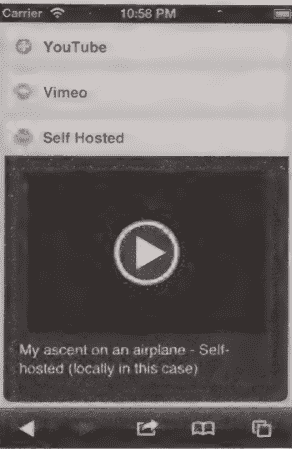 Carrier 10:58 PM
YouTube
Vimeo
Self Hosted
My ascent on an airplane - Self-
hosted (locally in this case)